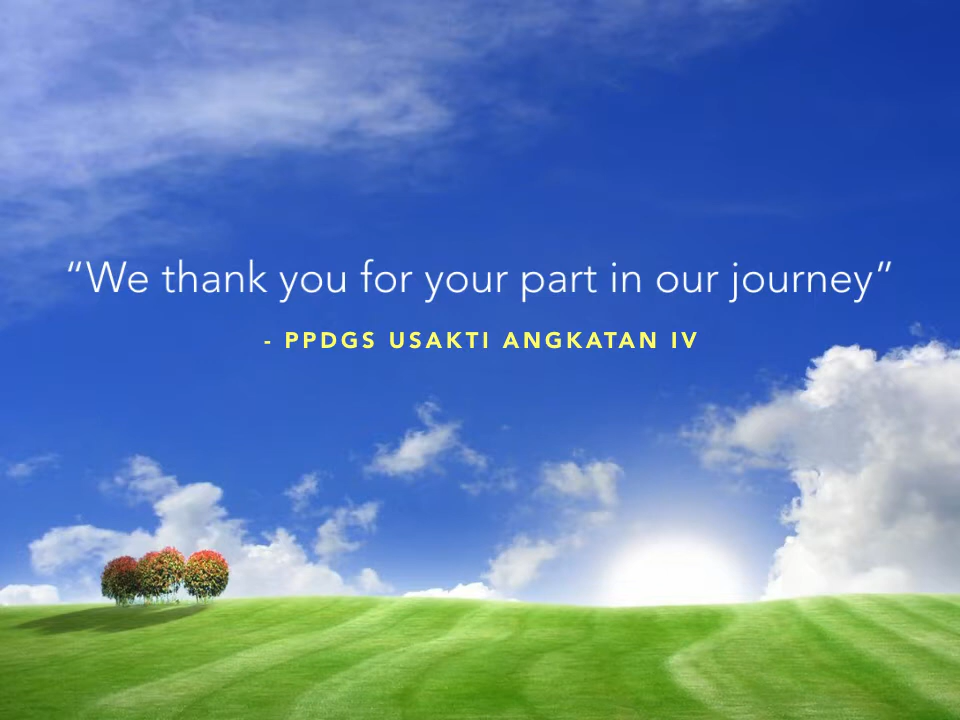 “We thank you for your part in our journey”
- PPDGS USAKTI ANGKATAN IV